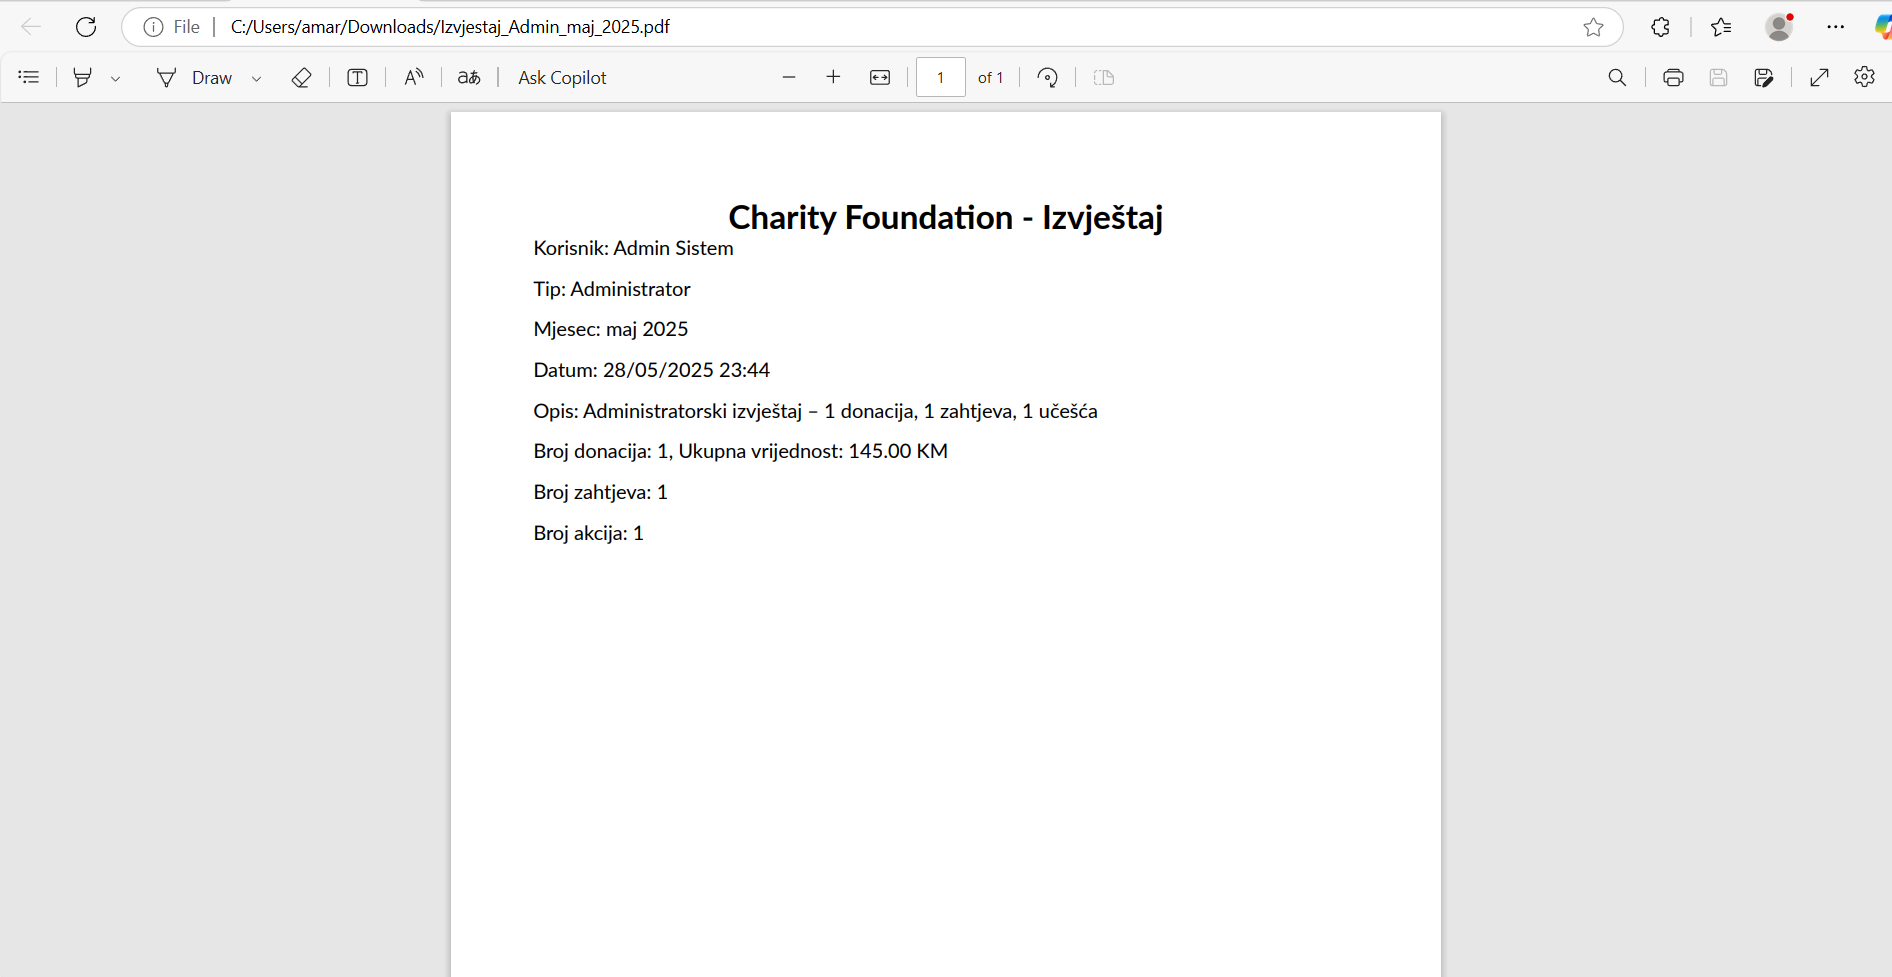 File
C:/Users/amar/Downloads/Izvjestaj_Admin_maj_2025.pdf
Draw
Ask Copilot
1 of 1
Charity Foundation - Izvještaj
Korisnik: Admin Sistem
Tip: Administrator
Mjesec: maj 2025
Datum: 28/05/2025 23:44
Opis: Administratorski izvještaj – 1 donacija, 1 zahtjeva, 1 učešća
Broj donacija: 1, Ukupna vrijednost: 145.00 KM
Broj zahtjeva: 1
Broj akcija: 1